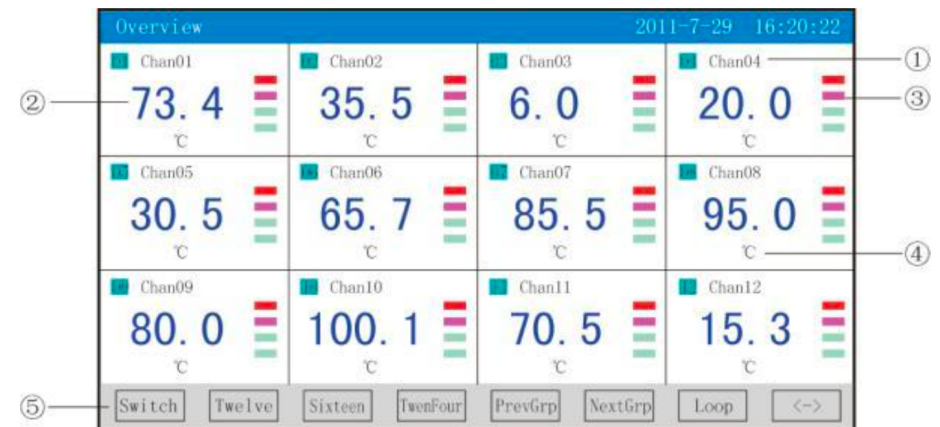 Overview 2011-7-29 16:20:22
Chan01 Chan02 Chan03 Chan04 ①
② 73.4 35.5 6.0 20.0 ③
℃ ℃ ℃ ℃
Chan05 Chan06 Chan07 Chan08
30.5 65.7 85.5 95.0
℃ ℃ ℃ ℃ ④
Chan09 Chan10 Chan11 Chan12
80.0 100.1 70.5 15.3
℃ ℃ ℃ ℃
⑤ Switch Twelve Sixteen TwenFour PrevGrp NextGrp Loop <->